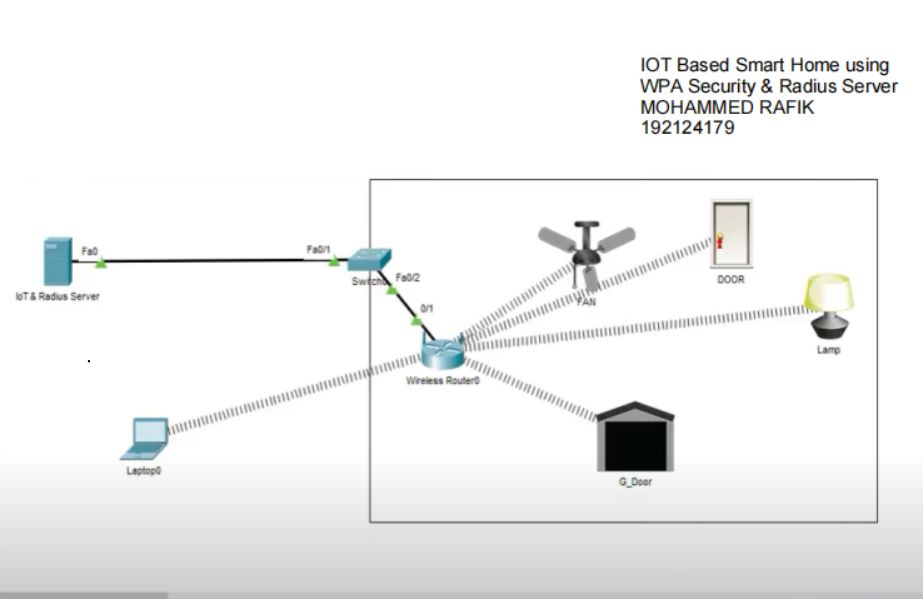 IOT Based Smart Home using
WPA Security & Radius Server
MOHAMMED RAFIK
192124179
Fa0
Fa0/1
IoT & Radius Server
Switch0
Fa0/2
0/1
FAN
DOOR
Lamp
Wireless Router0
Laptop0
G_Door